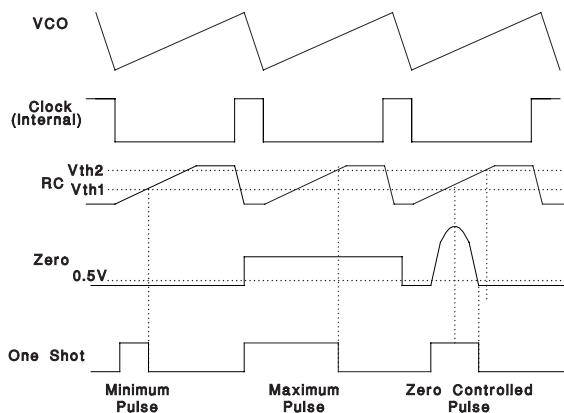 VCO
Clock
(Internal)
Vth2
RC
Vth1
Zero
0.5V
One Shot
Minimum
Pulse
Maximum
Pulse
Zero Controlled
Pulse